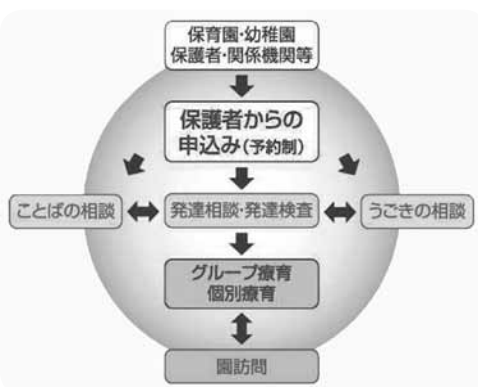 保育園・幼稚園
保護者・関係機関等
保護者からの
申込み（予約制）
ことばの相談
発達相談・発達検査
うごきの相談
グループ療育
個別療育
園訪問